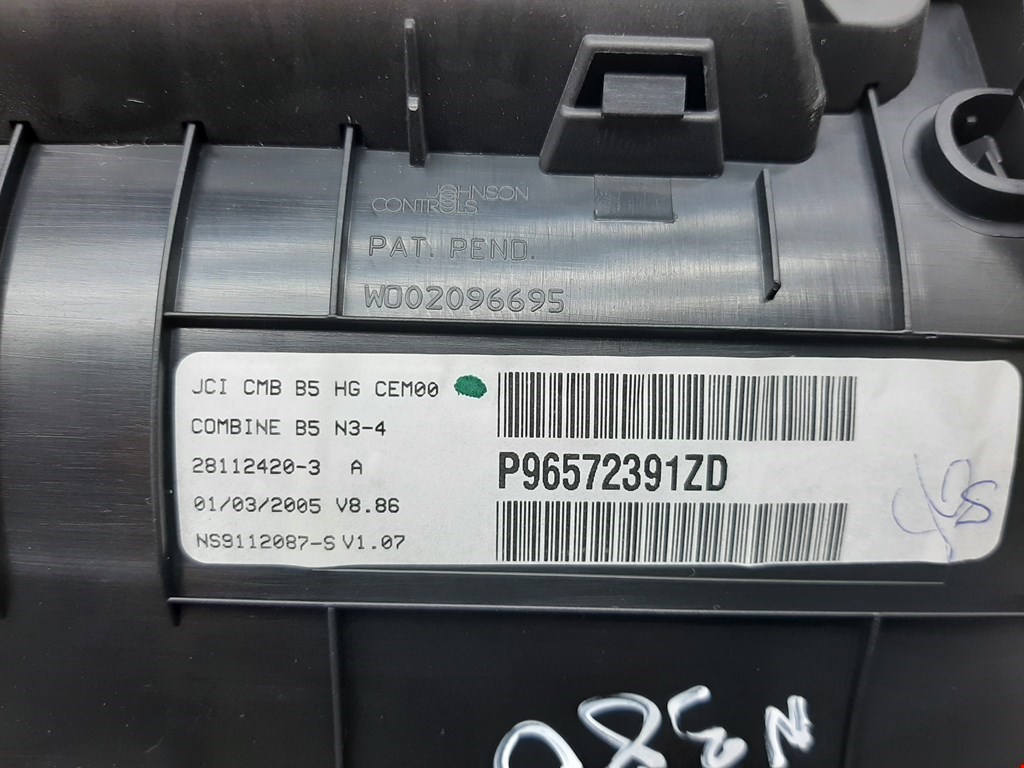 JOHNSON
CONTROLS
PAT. PEND.
WO02096695
JCI CMB B5 HG CEM00
COMBINE B5 N3-4
28112420-3 A
01/03/2005 V8.86
NS9112087-S V1.07
P96572391ZD